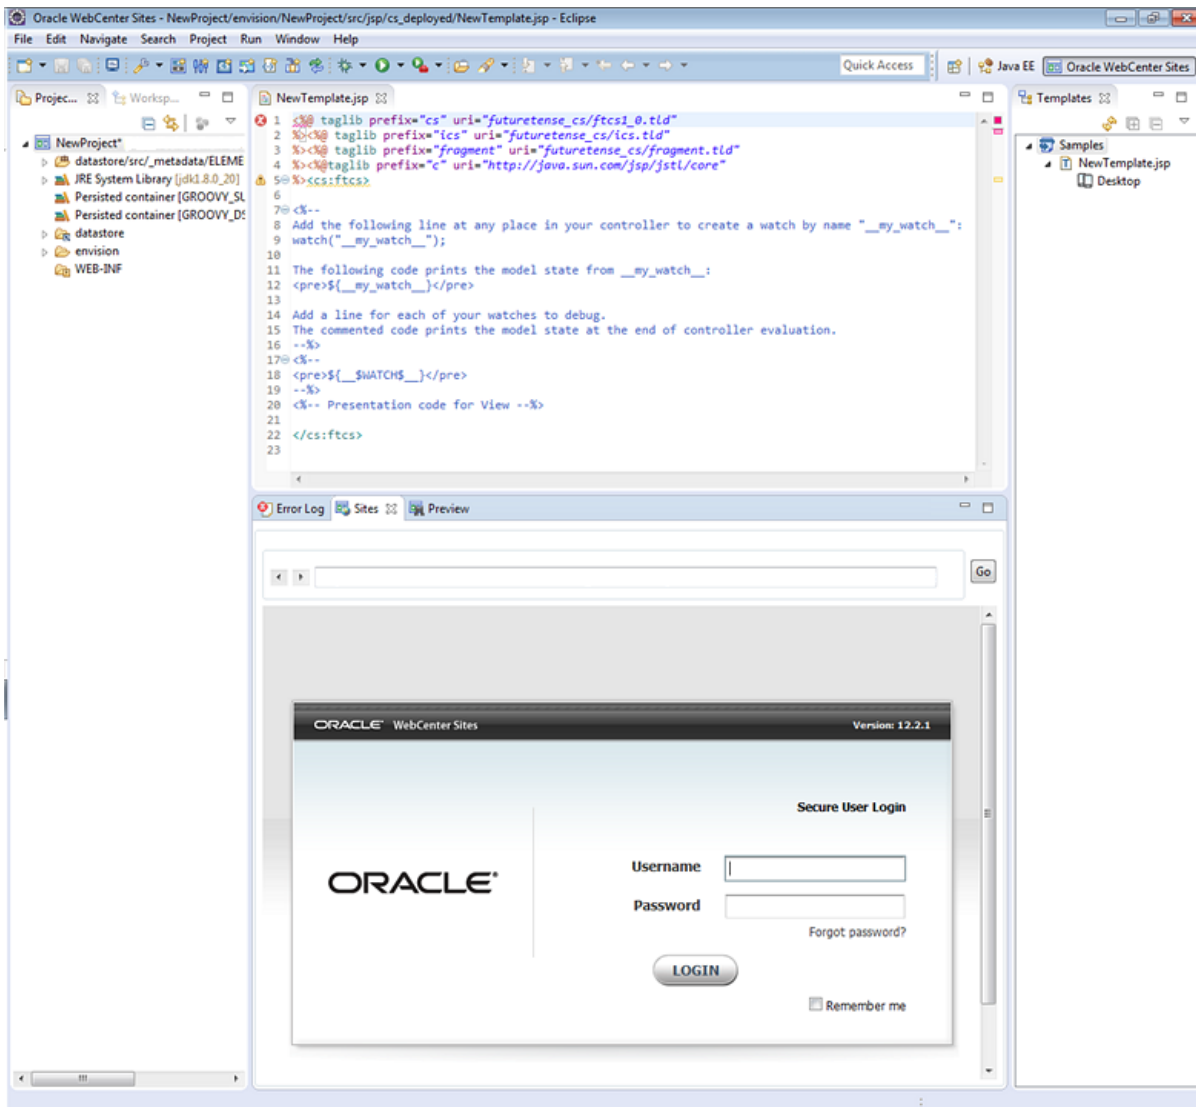 Oracle WebCenter Sites - NewProject/envision/NewProject/src/jsp/cs_deployed/NewTemplate.jsp - Eclipse
File Edit Navigate Search Project Run Window Help
Quick Access Java EE Oracle WebCenter Sites
Projec... Worksp...
NewProject*
datastore/src/_metadata/ELEME
JRE System Library [jdk1.8.0_20]
Persisted container [GROOVY_SL
Persisted container [GROOVY_DS
datastore
envision
WEB-INF
NewTemplate.jsp
1 <%@ taglib prefix="cs" uri="futuretense_cs/ftcs1_0.tld"
2 %><%@ taglib prefix="ics" uri="futuretense_cs/ics.tld"
3 %><%@ taglib prefix="fragment" uri="futuretense_cs/fragment.tld"
4 %><%@taglib prefix="c" uri="http://java.sun.com/jsp/jstl/core"
5 %><cs:ftcs>
6
7 <%--
8 Add the following line at any place in your controller to create a watch by name "__my_watch__":
9 watch("__my_watch__");
10
11 The following code prints the model state from __my_watch__:
12 <pre>${__my_watch__}</pre>
13
14 Add a line for each of your watches to debug.
15 The commented code prints the model state at the end of controller evaluation.
16 --%>
17 <%--
18 <pre>${__$WATCH$__}</pre>
19 --%>
20 <%-- Presentation code for View --%>
21
22 </cs:ftcs>
23
Templates
Samples
NewTemplate.jsp
Desktop
Error Log Sites Preview
Go
ORACLE WebCenter Sites Version: 12.2.1
Secure User Login
ORACLE
Username
Password
Forgot password?
LOGIN
Remember me